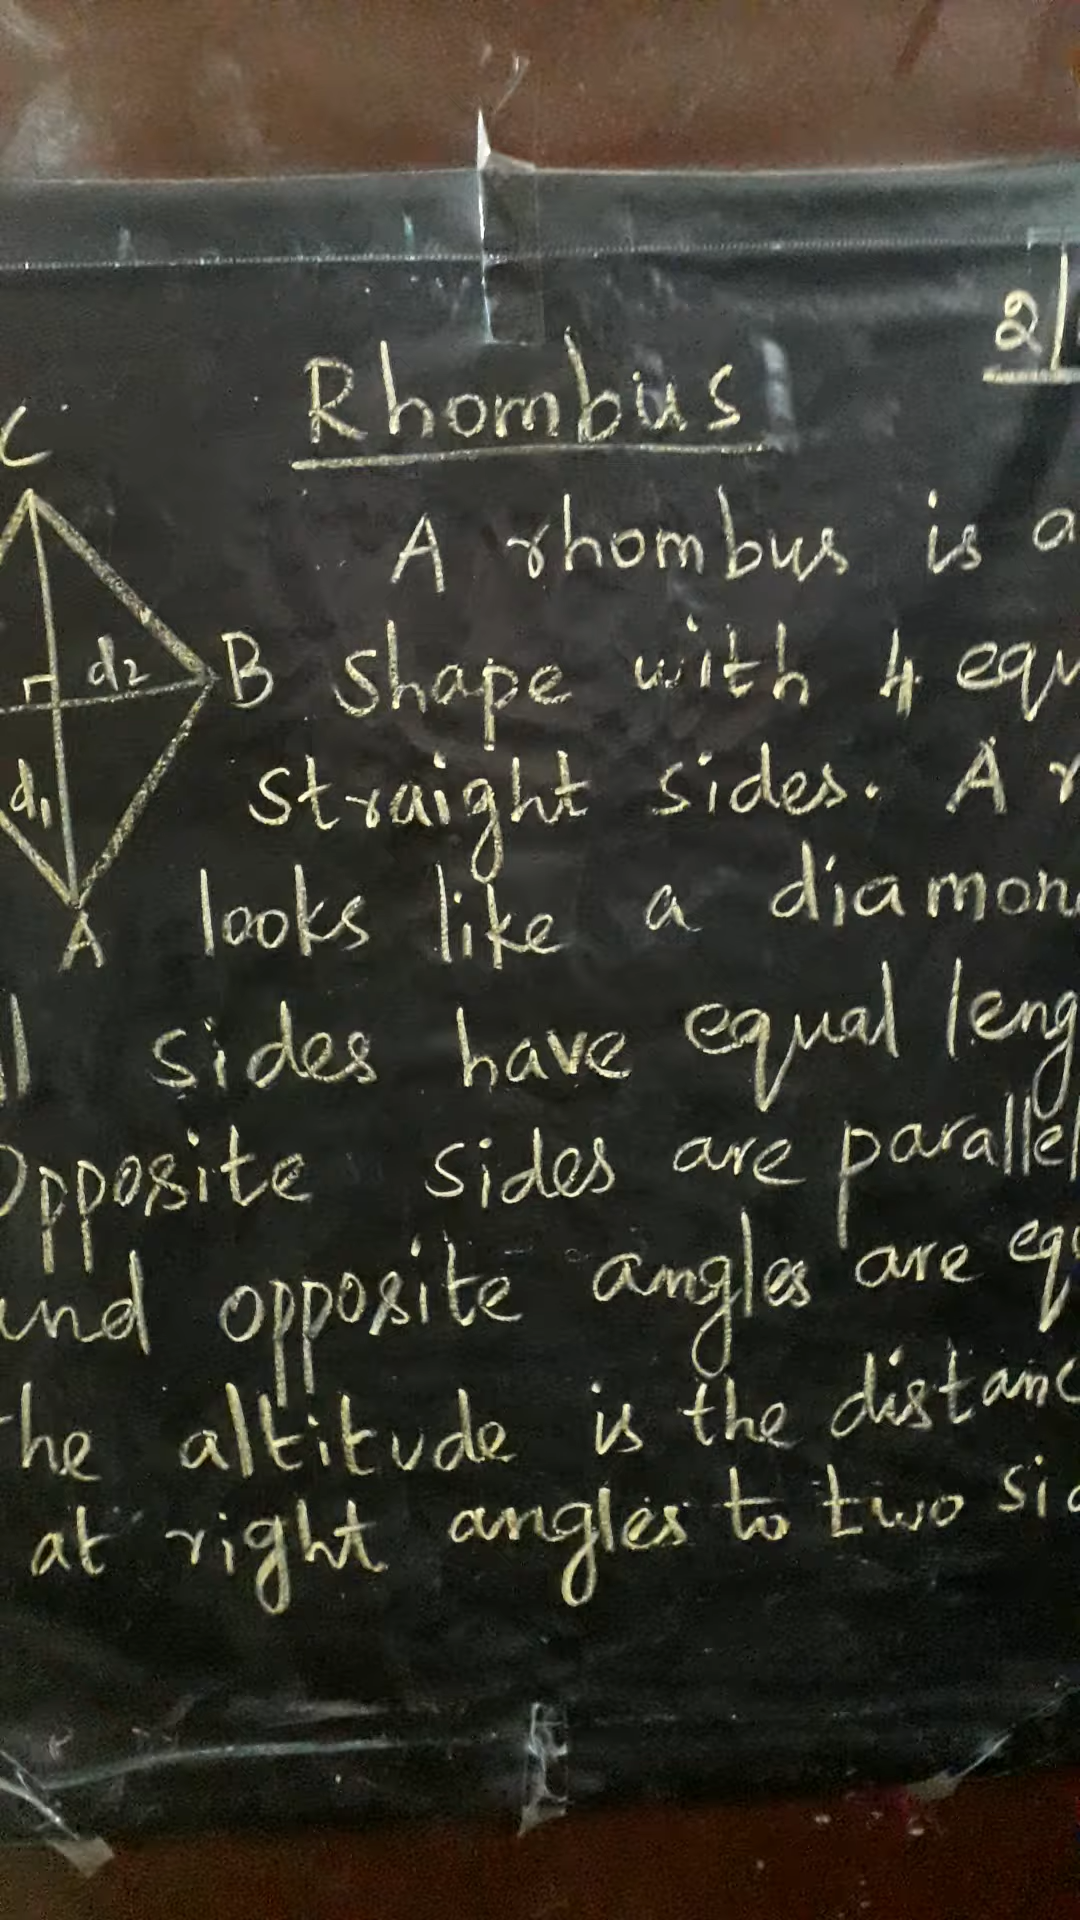 2
Rhombus
C
A rhombus is a
d2 B shape with 4 equ
d1 straight sides. A r
A looks like a diamon
ll sides have equal leng
Opposite sides are parallel
and opposite angles are equ
the altitude is the distanc
at right angles to two sid